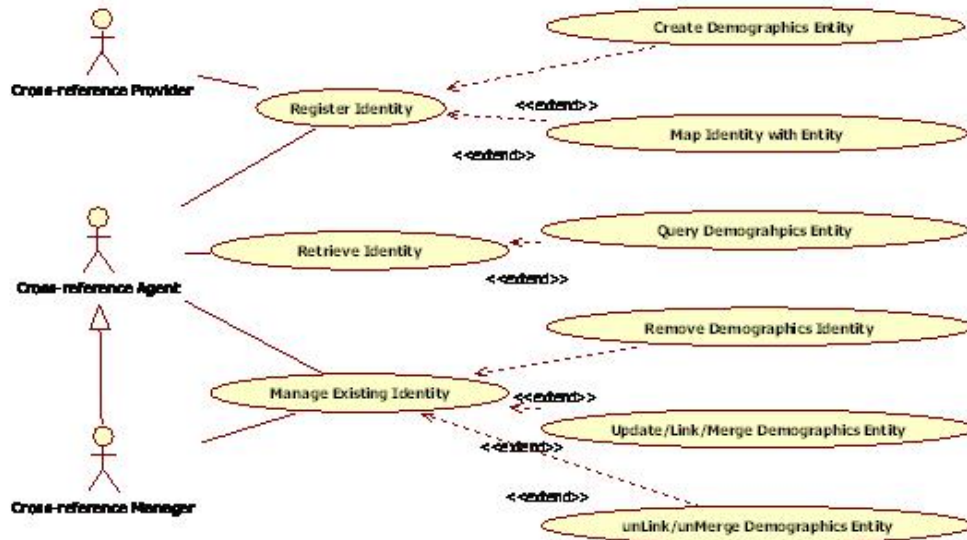 Create Demographics Entity
Cross-reference Provider
Register Identity
<<extend>>
Map Identity with Entity
<<extend>>
Retrieve Identity
Query Demograhpics Entity
<<extend>>
Cross-reference Agent
Remove Demographics Identity
Manage Existing Identity
<<extend>>
Update/Link/Merge Demographics Entity
<<extend>>
<<extend>>
Cross-reference Manager
unLink/unMerge Demographics Entity